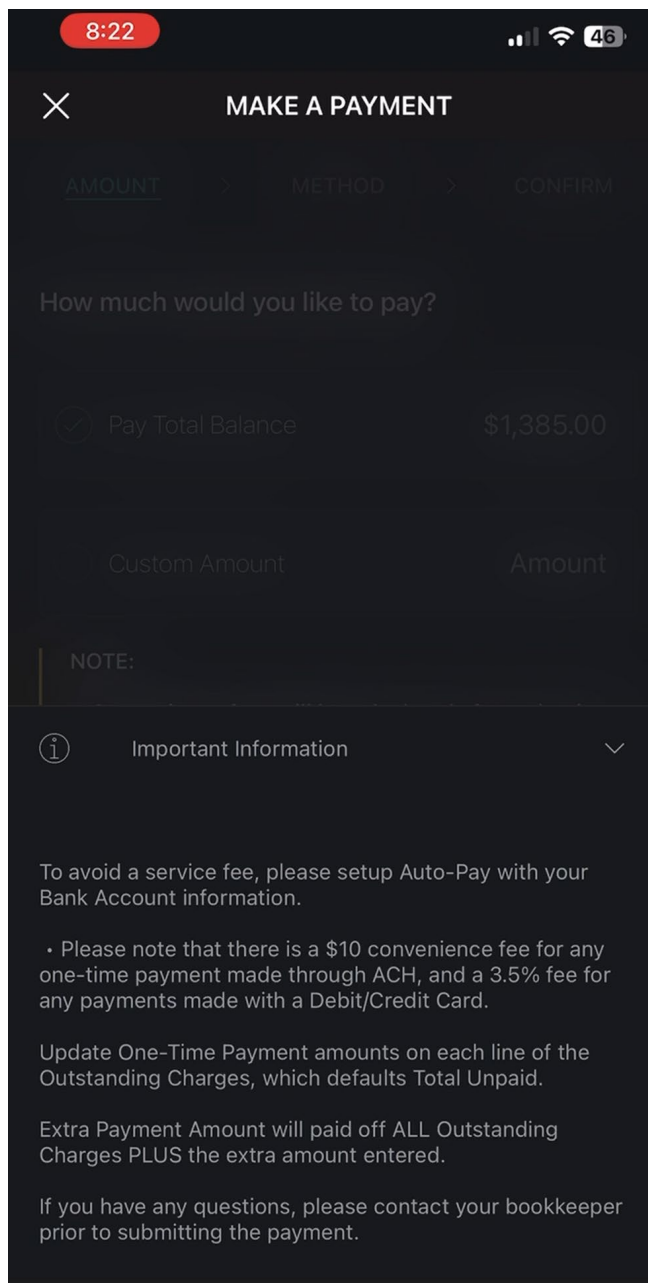 8:22
46
MAKE A PAYMENT
AMOUNT > METHOD > CONFIRM
How much would you like to pay?
Pay Total Balance $1,385.00
Custom Amount Amount
NOTE:
Important Information
To avoid a service fee, please setup Auto-Pay with your
Bank Account information.
• Please note that there is a $10 convenience fee for any
one-time payment made through ACH, and a 3.5% fee for
any payments made with a Debit/Credit Card.
Update One-Time Payment amounts on each line of the
Outstanding Charges, which defaults Total Unpaid.
Extra Payment Amount will paid off ALL Outstanding
Charges PLUS the extra amount entered.
If you have any questions, please contact your bookkeeper
prior to submitting the payment.